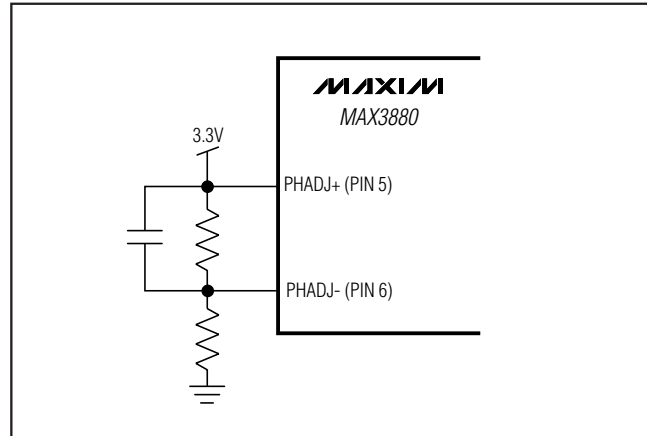 MAXIM
MAX3880
3.3V
PHADJ+ (PIN 5)
PHADJ- (PIN 6)